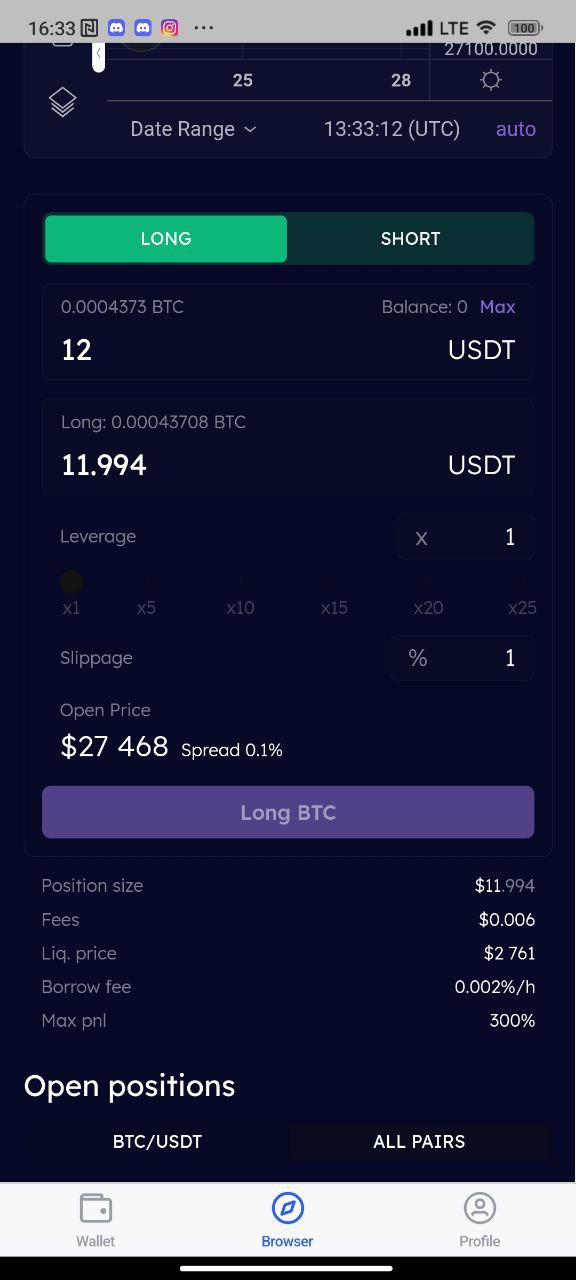 16:33 ... LTE 100
27100.0000
25 28
Date Range 13:33:12 (UTC) auto
LONG SHORT
0.0004373 BTC Balance: 0 Max
12 USDT
Long: 0.00043708 BTC
11.994 USDT
Leverage x 1
x1 x5 x10 x15 x20 x25
Slippage % 1
Open Price
$27 468 Spread 0.1%
Long BTC
Position size $11.994
Fees $0.006
Liq. price $2 761
Borrow fee 0.002%/h
Max pnl 300%
Open positions
BTC/USDT ALL PAIRS
Wallet Browser Profile